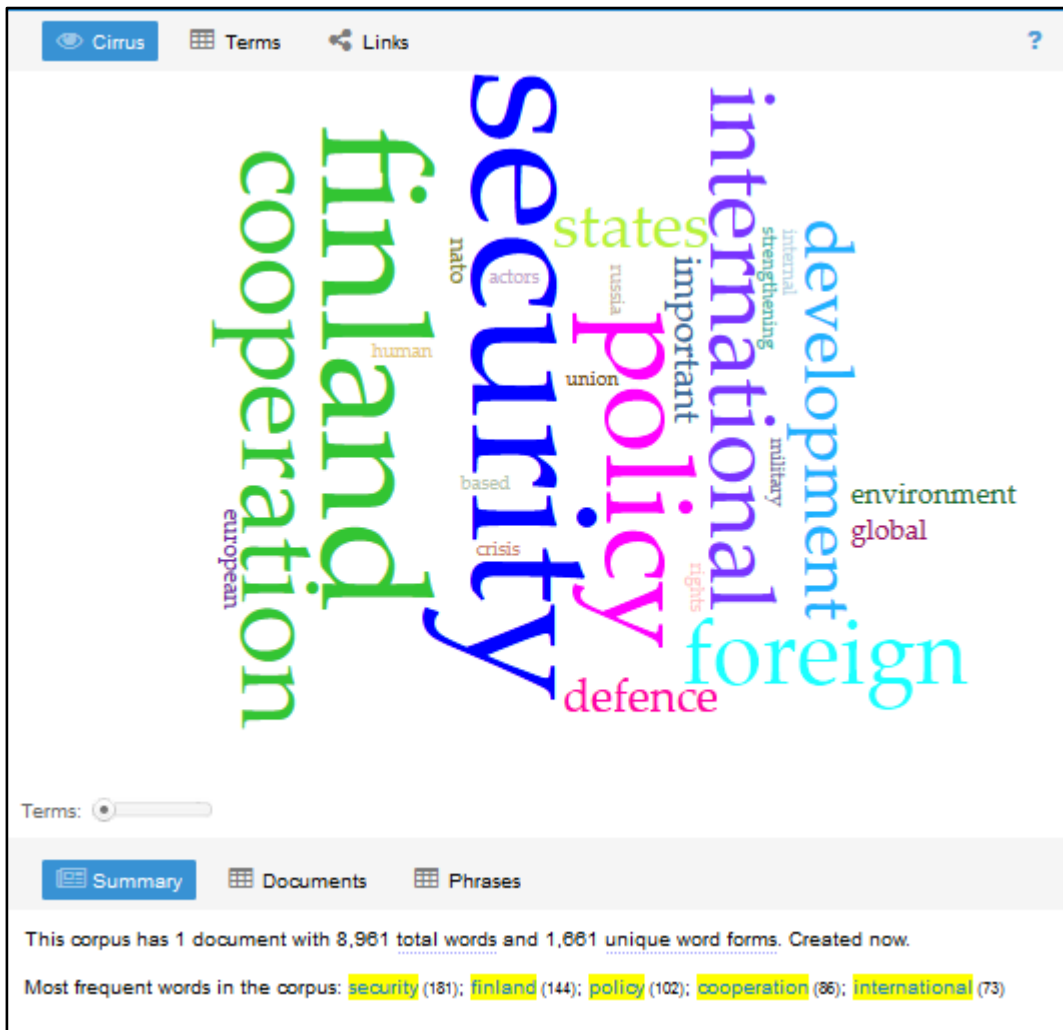 Cirrus Terms Links ?
security
finland
cooperation
international
states
development
policy
important
strengthening
internal
nato
actors
russia
human
union
military
based
environment
global
crisis
european
rights
foreign
defence
Terms:
Summary Documents Phrases
This corpus has 1 document with 8,961 total words and 1,661 unique word forms. Created now.
Most frequent words in the corpus: security (181); finland (144); policy (102); cooperation (86); international (73)